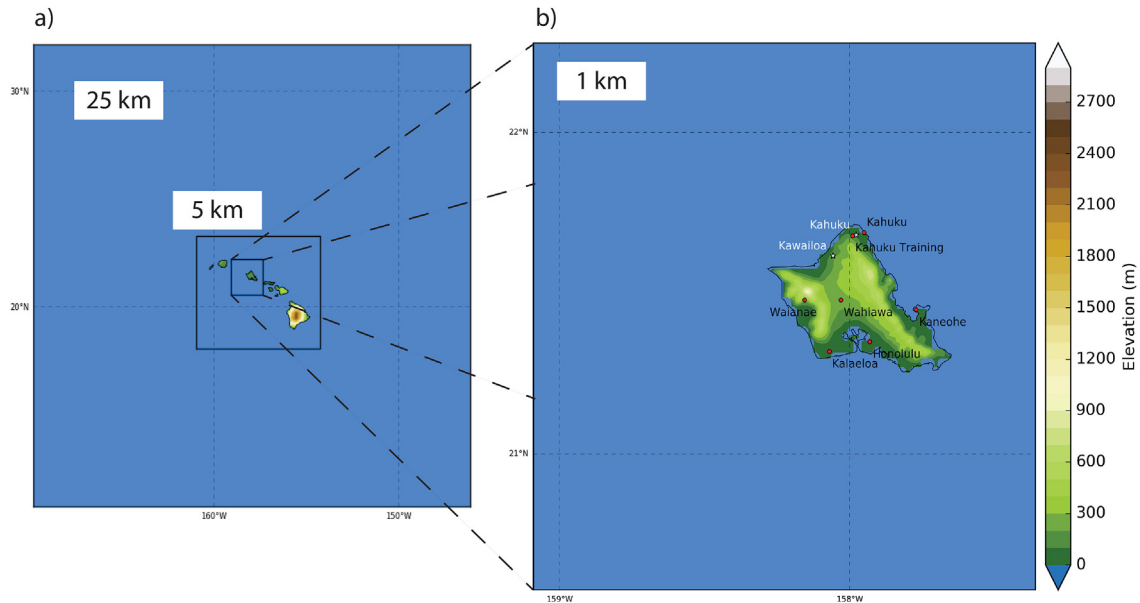 a)
b)
25 km
5 km
30°N
20°N
160°W
150°W
1 km
22°N
21°N
159°W
158°W
Kahuku
Kahuku
Kawailoa
Kahuku Training
Waianae
Wahiawa
Kaneohe
Honolulu
Kalaeloa
2700
2400
2100
1800
1500
1200
900
600
300
0
Elevation (m)